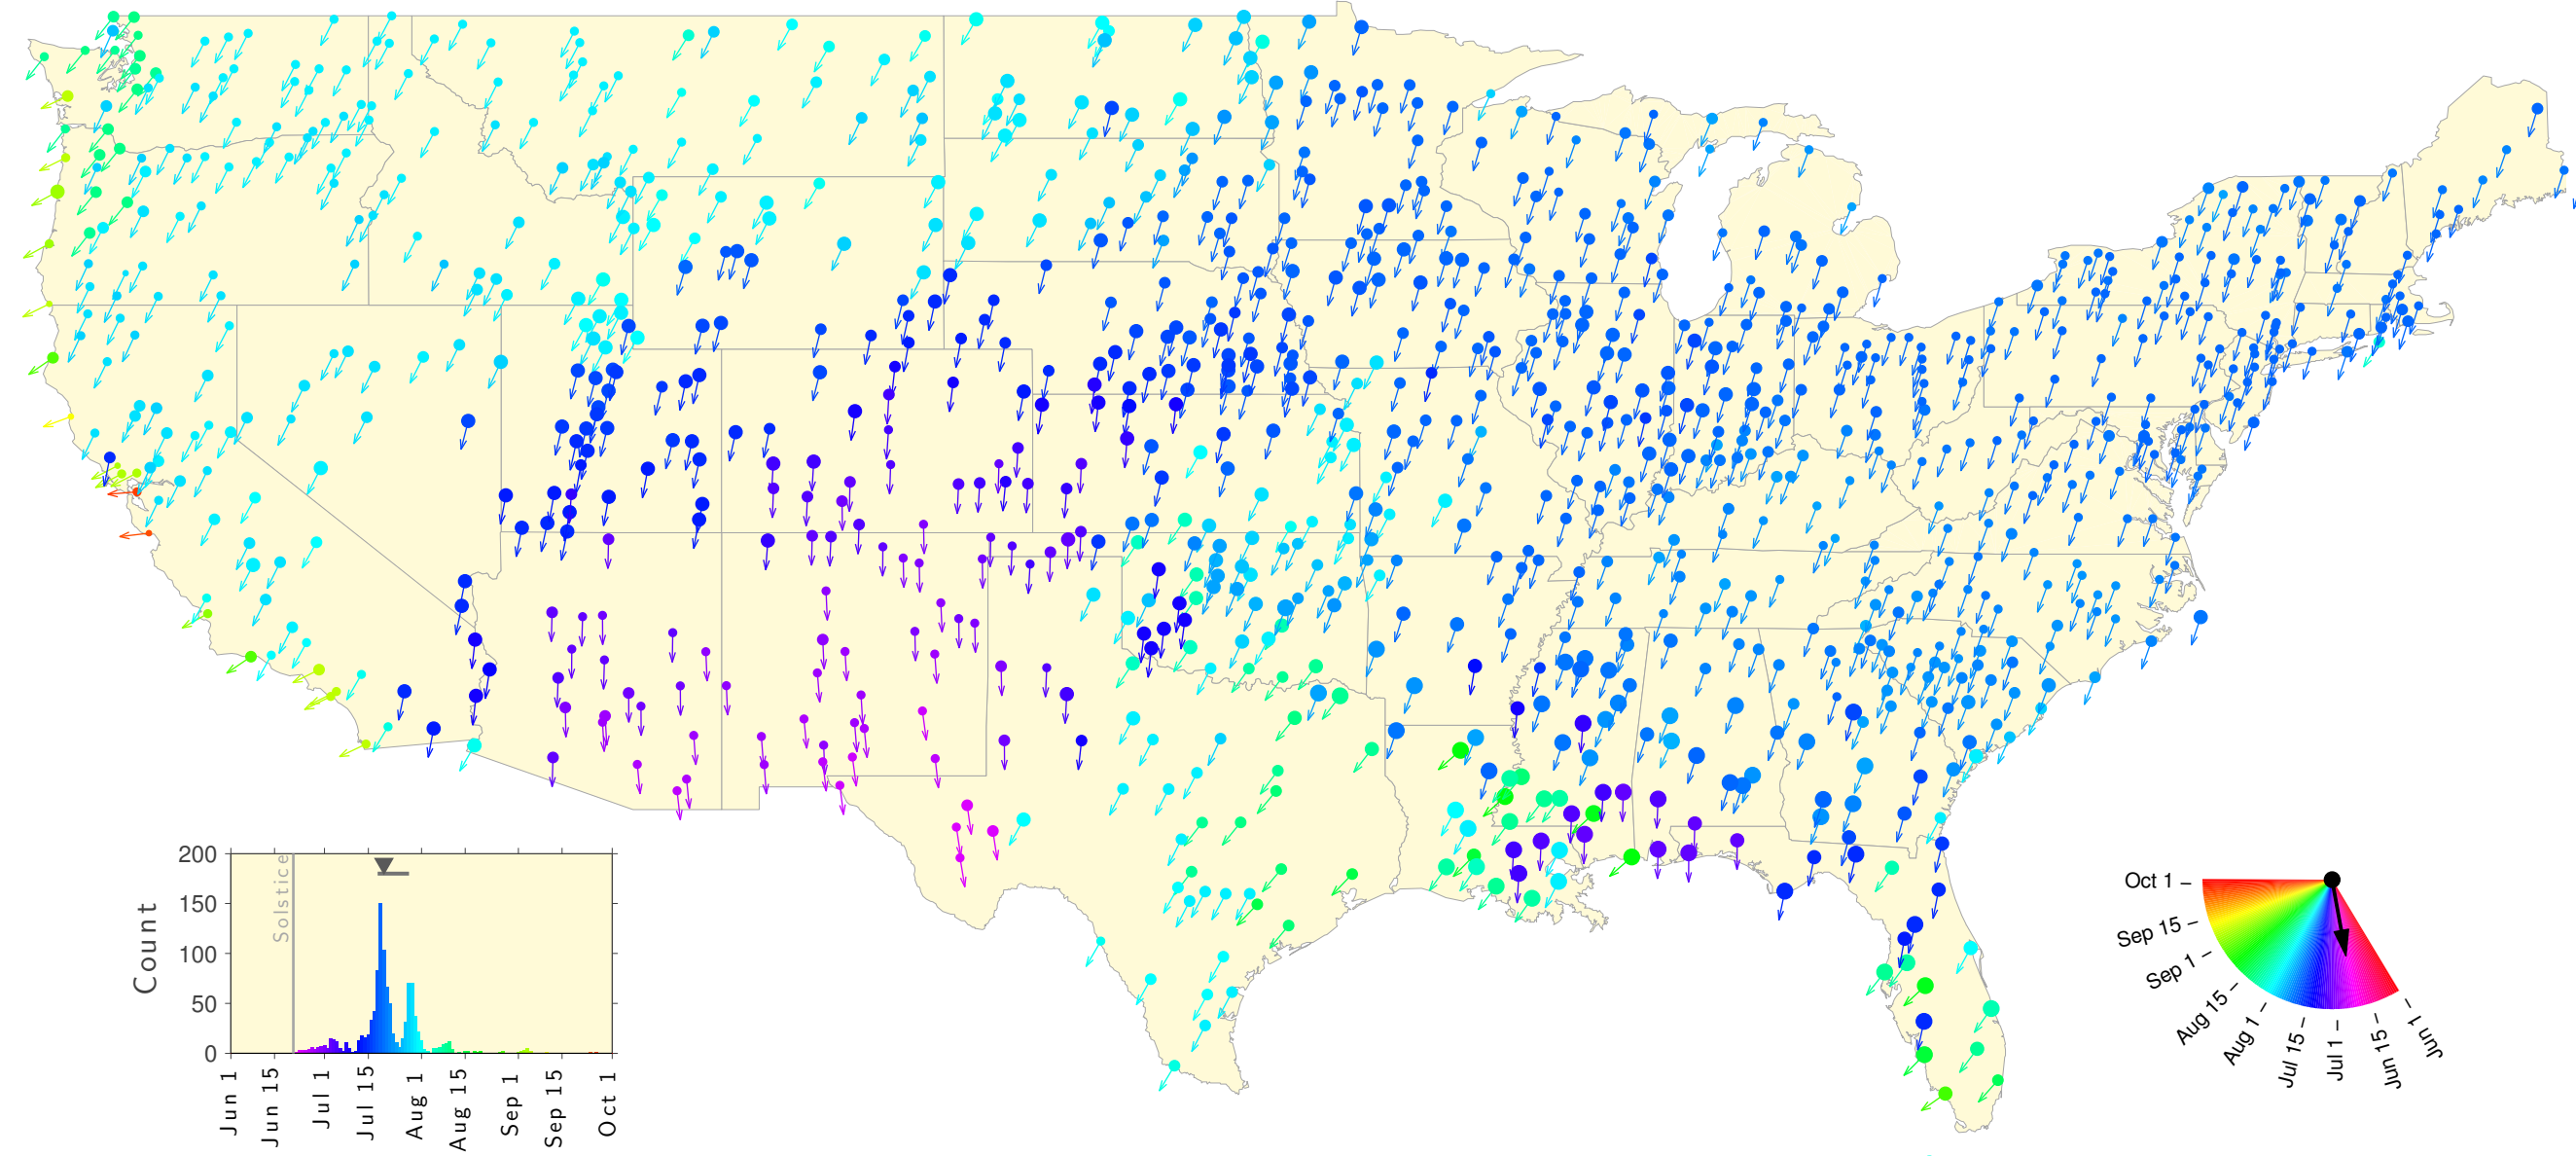 200
150
100
50
0
Count
Solstice
Jun 1
Jun 15
Jul 1
Jul 15
Aug 1
Aug 15
Sep 1
Sep 15
Oct 1
Oct 1 –
Sep 15 –
Sep 1 –
Aug 15 –
Aug 1 –
Jul 15 –
Jul 1 –
Jun 15 –
Jun 1 –